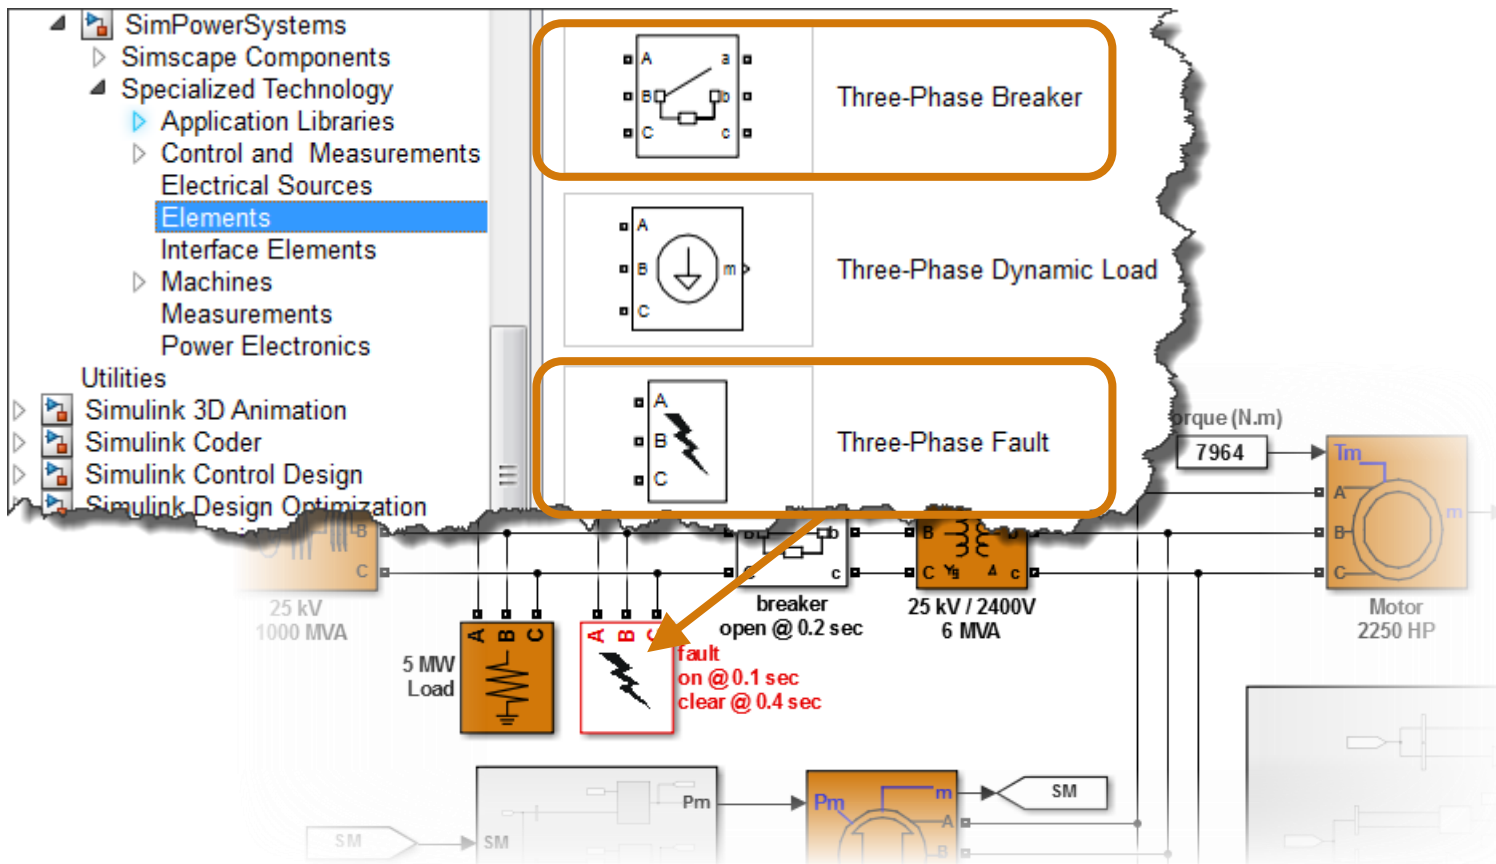 SimPowerSystems
Simscape Components
Specialized Technology
Application Libraries
Control and Measurements
Electrical Sources
Elements
Interface Elements
Machines
Measurements
Power Electronics
Utilities
Simulink 3D Animation
Simulink Coder
Simulink Control Design
Simulink Design Optimization
A a
B b
C c
Three-Phase Breaker
A
B m
C
Three-Phase Dynamic Load
A
B
C
Three-Phase Fault
orque (N.m)
7964
Tm
A
B m
C
Motor
2250 HP
B
C
25 kV
1000 MVA
A B C
5 MW
Load
A B C
fault
on @ 0.1 sec
clear @ 0.4 sec
B b
C c
breaker
open @ 0.2 sec
B b
C Yg Δ c
25 kV / 2400V
6 MVA
SM
SM
Pm
Pm
m
A
B
SM